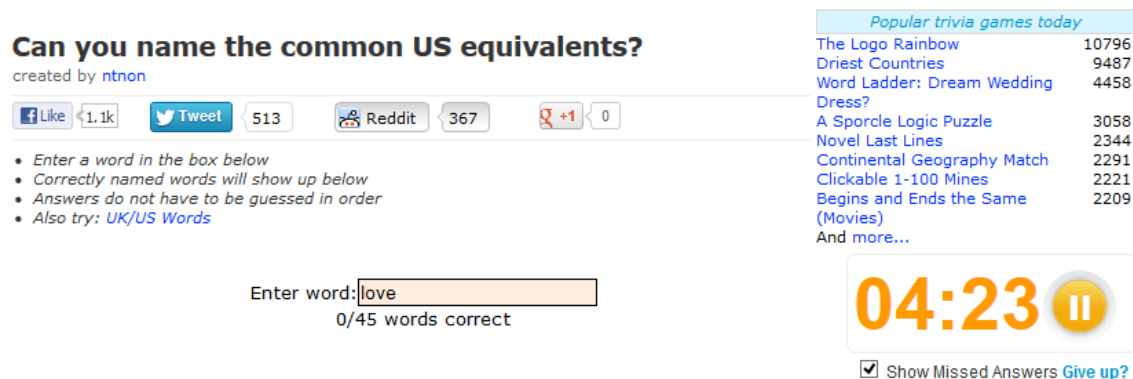 Can you name the common US equivalents?
created by ntnon
Like 1.1k Tweet 513 Reddit 367 +1 0
• Enter a word in the box below
• Correctly named words will show up below
• Answers do not have to be guessed in order
• Also try: UK/US Words
Enter word: love
0/45 words correct
Popular trivia games today
The Logo Rainbow 10796
Driest Countries 9487
Word Ladder: Dream Wedding 4458
Dress?
A Sporcle Logic Puzzle 3058
Novel Last Lines 2344
Continental Geography Match 2291
Clickable 1-100 Mines 2221
Begins and Ends the Same 2209
(Movies)
And more...
04:23
Show Missed Answers Give up?